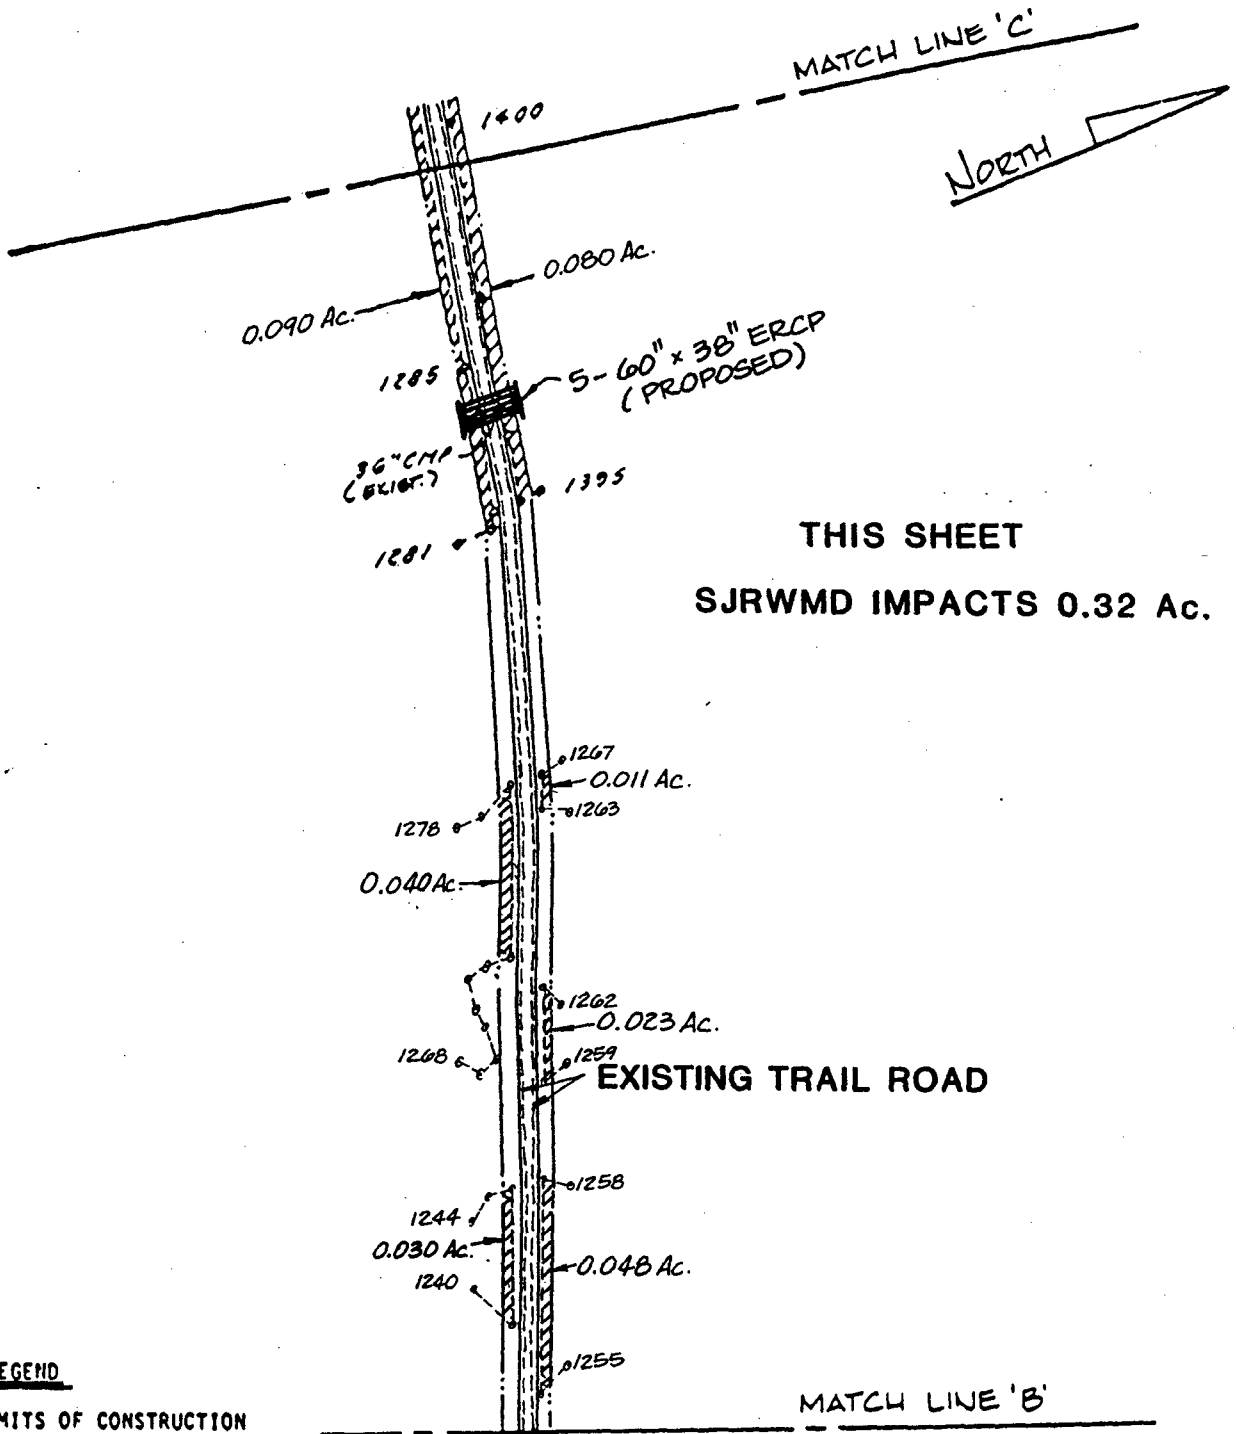 MATCH LINE 'C'
1400
NORTH
0.080 Ac.
0.090 Ac.
5-60" x 38" ERCP
(PROPOSED)
1285
36" CMP
(EXIST.)
1395
1281
THIS SHEET
SJRWMD IMPACTS 0.32 Ac.
1267
0.011 Ac.
1263
1278
0.040 Ac.
1262
0.023 Ac.
1268
1259
EXISTING TRAIL ROAD
1258
1244
0.030 Ac.
0.048 Ac.
1240
1255
EGEND
MITS OF CONSTRUCTION
MATCH LINE 'B'